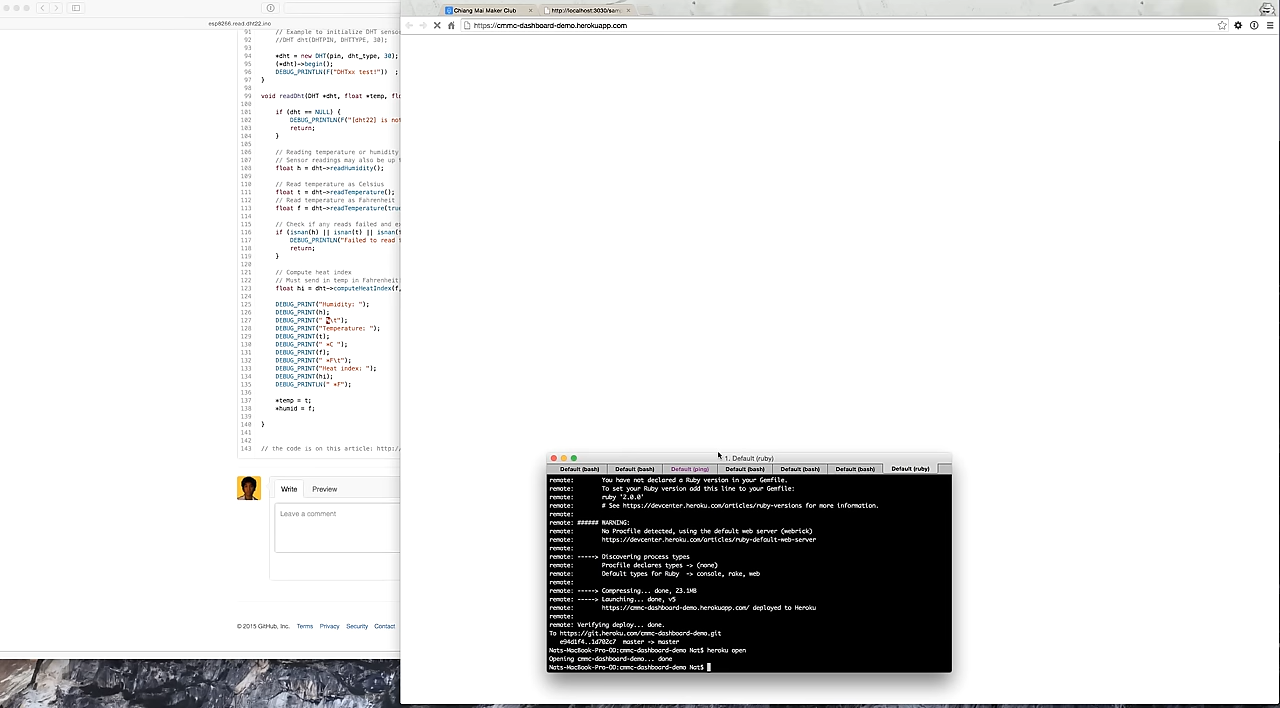 esp8266.read.dht22.ino
91 // Example to initialize DHT senso
92 //DHT dht(DHTPIN, DHTTYPE, 30);
93
94 *dht = new DHT(pin, dht_type, 30);
95 (*dht)->begin();
96 DEBUG_PRINTLN(F("DHTxx test!")) ;
97 }
98
99 void readDht(DHT *dht, float *temp, flo
100
101 if (dht == NULL) {
102 DEBUG_PRINTLN(F("[dht22] is not
103 return;
104 }
105
106 // Reading temperature or humidity
107 // Sensor readings may also be up
108 float h = dht->readHumidity();
109
110 // Read temperature as Celsius
111 float t = dht->readTemperature();
112 // Read temperature as Fahrenheit
113 float f = dht->readTemperature(true
114
115 // Check if any reads failed and e
116 if (isnan(h) || isnan(t) || isnan(
117 DEBUG_PRINTLN("Failed to read
118 return;
119 }
120
121 // Compute heat index
122 // Must send in temp in Fahrenheit
123 float hi = dht->computeHeatIndex(f,
124
125 DEBUG_PRINT("Humidity: ");
126 DEBUG_PRINT(h);
127 DEBUG_PRINT(" %\t");
128 DEBUG_PRINT("Temperature: ");
129 DEBUG_PRINT(t);
130 DEBUG_PRINT(" *C ");
131 DEBUG_PRINT(f);
132 DEBUG_PRINT(" *F\t");
133 DEBUG_PRINT("Heat index: ");
134 DEBUG_PRINT(hi);
135 DEBUG_PRINTLN(" *F");
136
137 *temp = t;
138 *humid = f;
139
140 }
141
142
143 // the code is on this article: http:/
Write Preview
Leave a comment
© 2015 GitHub, Inc. Terms Privacy Security Contact
Chiang Mai Maker Club
http://localhost:3030/sam
https://cmmc-dashboard-demo.herokuapp.com
1. Default (ruby)
Default (bash) Default (bash) Default (ping) Default (bash) Default (bash) Default (bash) Default (ruby)
remote: You have not declared a Ruby version in your Gemfile.
remote: To set your Ruby version add this line to your Gemfile:
remote: ruby '2.0.0'
remote: # See https://devcenter.heroku.com/articles/ruby-versions for more information.
remote:
remote: ###### WARNING:
remote: No Procfile detected, using the default web server (webrick)
remote: https://devcenter.heroku.com/articles/ruby-default-web-server
remote:
remote: -----> Discovering process types
remote: Procfile declares types -> (none)
remote: Default types for Ruby -> console, rake, web
remote:
remote: -----> Compressing... done, 23.1MB
remote: -----> Launching... done, v5
remote: https://cmmc-dashboard-demo.herokuapp.com/ deployed to Heroku
remote:
remote: Verifying deploy... done.
To https://git.heroku.com/cmmc-dashboard-demo.git
e94d1f4..1d702c7 master -> master
Nats-MacBook-Pro-OD:cmmc-dashboard-demo Nat$ heroku open
Opening cmmc-dashboard-demo... done
Nats-MacBook-Pro-OD:cmmc-dashboard-demo Nat$